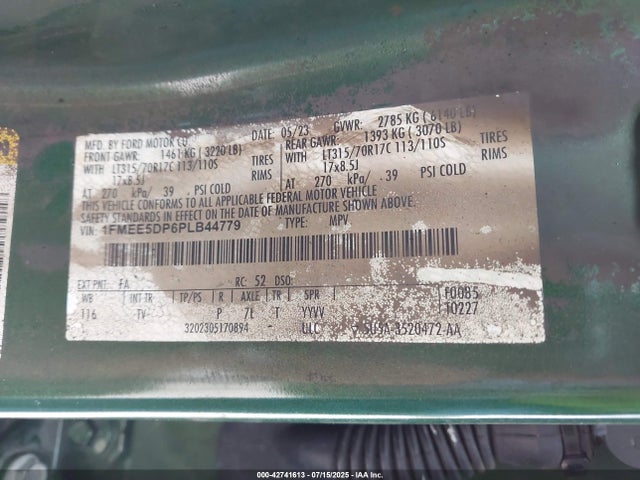 MFD. BY FORD MOTOR CO.
DATE 05/23 GVWR: 2785 KG ( 6140 LB)
FRONT GAWR: 1461 KG ( 3220 LB) REAR GAWR: 1393 KG ( 3070 LB)
WITH LT315/70R17C 113/110S TIRES WITH LT315/70R17C 113/110S TIRES
17x8.5J 17x8.5J
AT 270 kPa/ 39 PSI COLD AT 270 kPa/ 39 PSI COLD
THIS VEHICLE CONFORMS TO ALL APPLICABLE FEDERAL MOTOR VEHICLE
SAFETY STANDARDS IN EFFECT ON THE DATE OF MANUFACTURE SHOWN ABOVE.
VIN: 1FMEE5DP6PLB44779 TYPE: MPV
EXT PNT: FA RC: 52 DSO:
WB INT TR TP/PS R AXLE TR SPR F0085
116 TV P 7L T YYVV T0227
3202305170894 ULC 3520472 AA
000-42741613 - 07/15/2025 - IAA Inc.